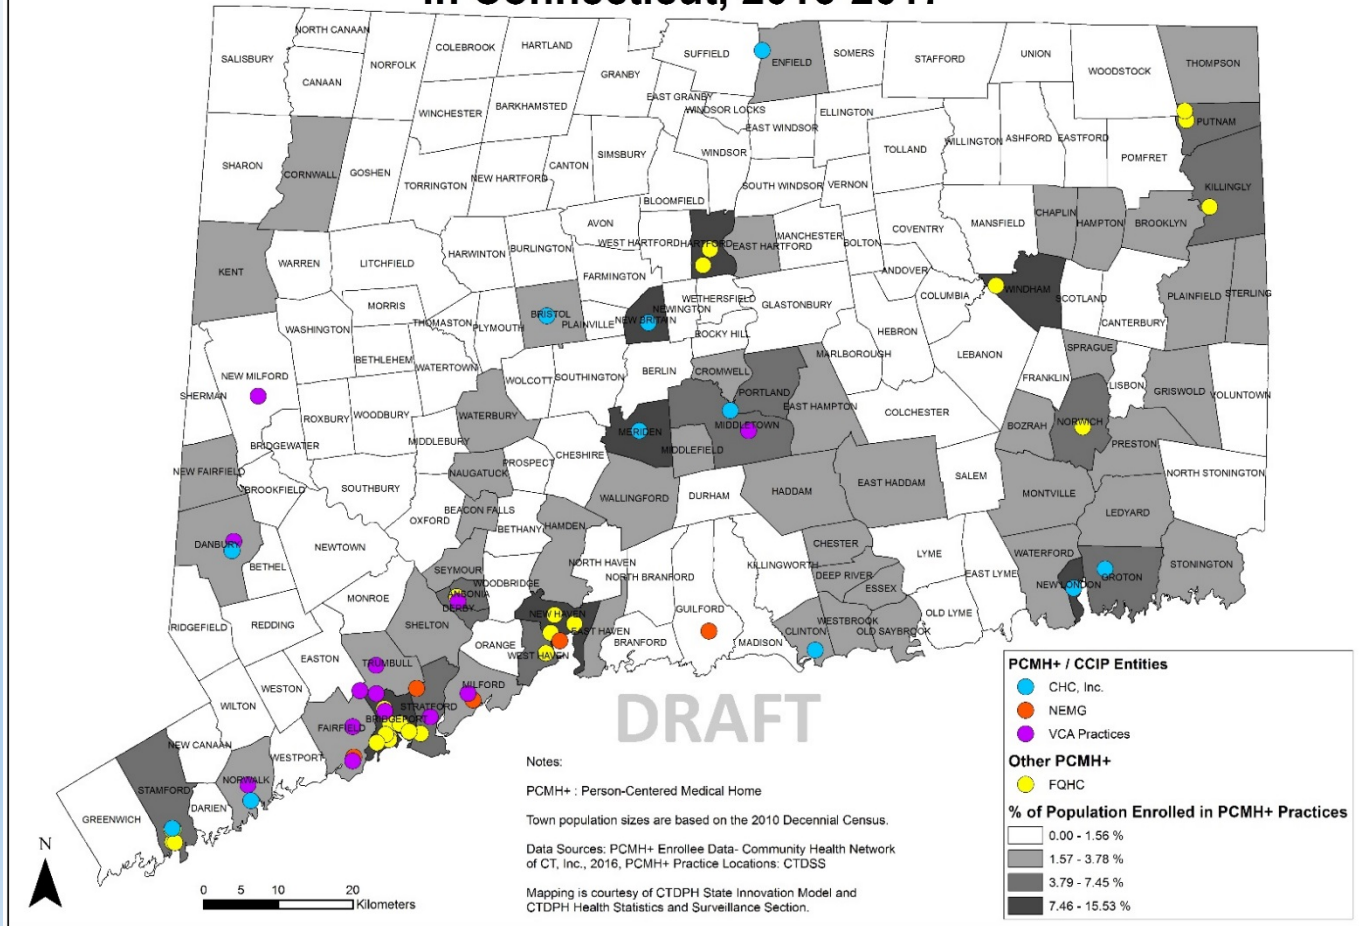 in Connecticut, 2016-2017
NORTH CANAAN
SALISBURY
CANAAN
NORFOLK
COLEBROOK
HARTLAND
SUFFIELD
ENFIELD
SOMERS
STAFFORD
UNION
WOODSTOCK
THOMPSON
GRANBY
EAST GRANBY
WINDSOR LOCKS
WINCHESTER
BARKHAMSTED
EAST WINDSOR
ELLINGTON
PUTNAM
WILLINGTON
ASHFORD
EASTFORD
TOLLAND
POMFRET
SHARON
CORNWALL
GOSHEN
TORRINGTON
NEW HARTFORD
CANTON
SIMSBURY
WINDSOR
SOUTH WINDSOR
VERNON
KILLINGLY
BLOOMFIELD
AVON
MANSFIELD
CHAPLIN
HAMPTON
BROOKLYN
COVENTRY
KENT
WARREN
LITCHFIELD
HARWINTON
BURLINGTON
WEST HARTFORD
HARTFORD
EAST HARTFORD
MANCHESTER
BOLTON
FARMINGTON
ANDOVER
COLUMBIA
WINDHAM
SCOTLAND
PLAINFIELD
STERLING
MORRIS
BRISTOL
PLAINVILLE
NEW BRITAIN
NEWINGTON
WETHERSFIELD
GLASTONBURY
CANTERBURY
WASHINGTON
THOMASTON
PLYMOUTH
ROCKY HILL
HEBRON
MARLBOROUGH
LEBANON
SPRAGUE
BETHLEHEM
WATERTOWN
WOLCOTT
SOUTHINGTON
BERLIN
CROMWELL
FRANKLIN
LISBON
GRISWOLD
VOLUNTOWN
NEW MILFORD
SHERMAN
PORTLAND
EAST HAMPTON
COLCHESTER
ROXBURY
WOODBURY
WATERBURY
BOZRAH
NORWICH
BRIDGEWATER
MIDDLEBURY
MERIDEN
MIDDLETOWN
MIDDLEFIELD
PRESTON
CHESHIRE
PROSPECT
NEW FAIRFIELD
BROOKFIELD
SOUTHBURY
NAUGATUCK
WALLINGFORD
DURHAM
HADDAM
EAST HADDAM
SALEM
MONTVILLE
NORTH STONINGTON
OXFORD
BEACON FALLS
BETHANY
HAMDEN
LEDYARD
DANBURY
BETHEL
NEWTOWN
CHESTER
LYME
WATERFORD
STONINGTON
SEYMOUR
WOODBRIDGE
NORTH HAVEN
NORTH BRANFORD
KILLINGWORTH
DEEP RIVER
EAST LYME
NEW LONDON
GROTON
ESSEX
MONROE
ANSONIA
DERBY
GUILFORD
RIDGEFIELD
REDDING
SHELTON
NEW HAVEN
EAST HAVEN
BRANFORD
MADISON
CLINTON
WESTBROOK
OLD SAYBROOK
OLD LYME
ORANGE
WEST HAVEN
EASTON
TRUMBULL
WESTON
MILFORD
STRATFORD
WILTON
FAIRFIELD
BRIDGEPORT
NEW CANAAN
WESTPORT
STAMFORD
NORWALK
DARIEN
GREENWICH
DRAFT
N
0 5 10 20
Kilometers
Notes:
PCMH+ : Person-Centered Medical Home
Town population sizes are based on the 2010 Decennial Census.
Data Sources: PCMH+ Enrollee Data- Community Health Network
of CT, Inc., 2016, PCMH+ Practice Locations: CTDSS
Mapping is courtesy of CTDPH State Innovation Model and
CTDPH Health Statistics and Surveillance Section.
PCMH+ / CCIP Entities
CHC, Inc.
NEMG
VCA Practices
Other PCMH+
FQHC
% of Population Enrolled in PCMH+ Practices
0.00 - 1.56 %
1.57 - 3.78 %
3.79 - 7.45 %
7.46 - 15.53 %